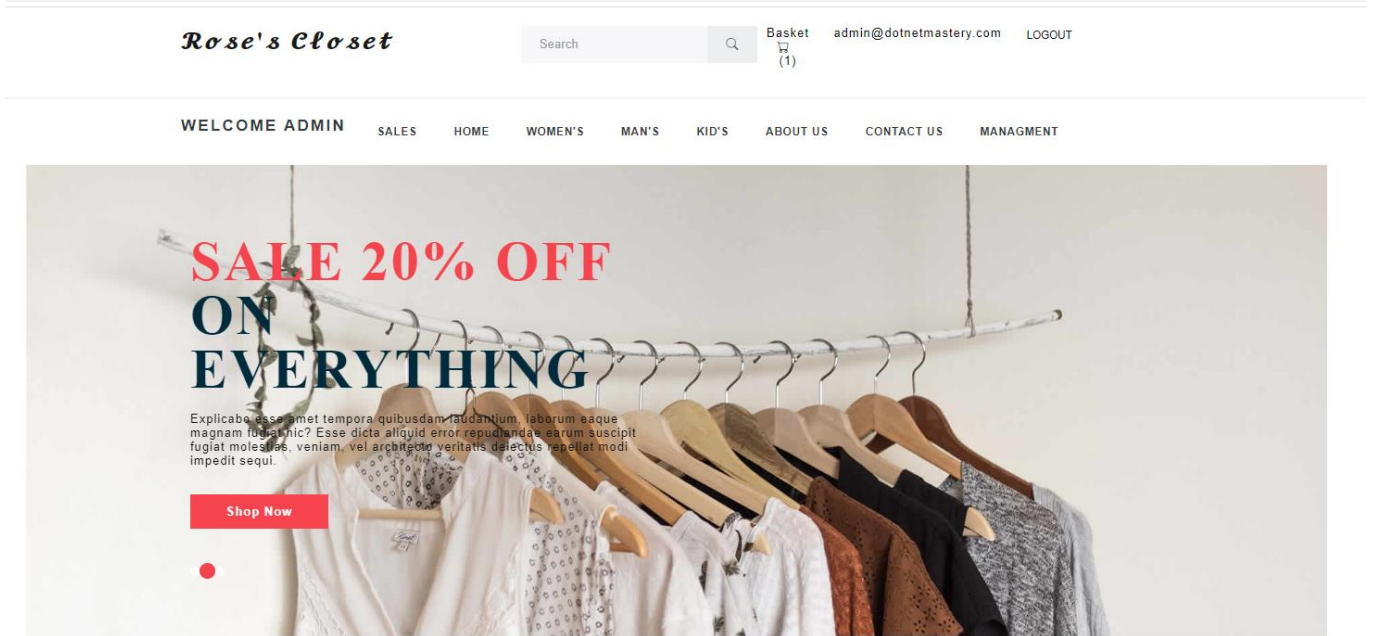 Rose's Closet
Search
Basket
(1)
admin@dotnetmastery.com
LOGOUT
WELCOME ADMIN
SALES
HOME
WOMEN'S
MAN'S
KID'S
ABOUT US
CONTACT US
MANAGMENT
SALE 20% OFF
ON
EVERYTHING
Explicabo esse amet tempora quibusdam laudantium, laborum eaque
magnam fugiat hic? Esse dicta aliquid error repudiandae earum suscipit
fugiat molestias, veniam, vel architecto veritatis delectus repellat modi
impedit sequi.
Shop Now